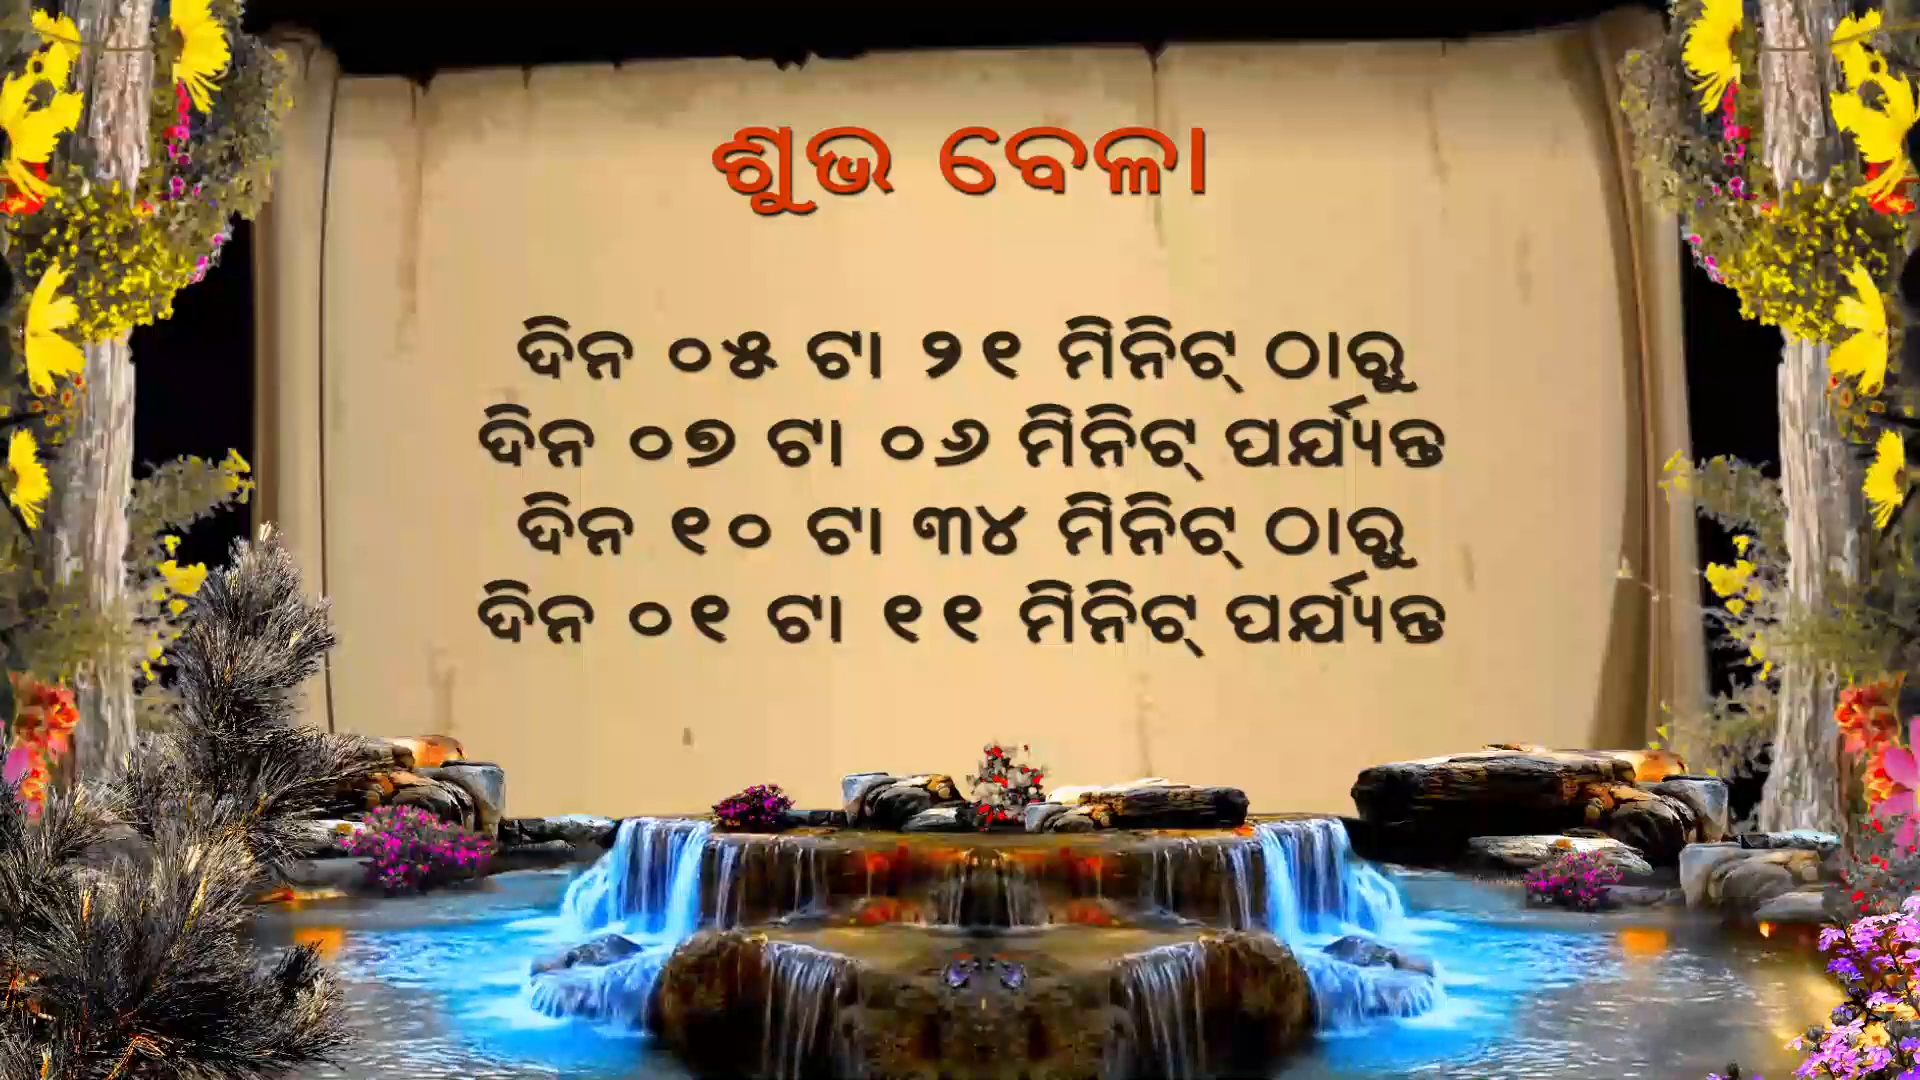 ଶୁଭ ବେଳା
ଦିନ ୦୫ ଟା ୨୧ ମିନିଟ୍ ଠାରୁ
ଦିନ ୦୭ ଟା ୦୬ ମିନିଟ୍ ପର୍ଯ୍ୟନ୍ତ
ଦିନ ୧୦ ଟା ୩୪ ମିନିଟ୍ ଠାରୁ
ଦିନ ୦୧ ଟା ୧୧ ମିନିଟ୍ ପର୍ଯ୍ୟନ୍ତ